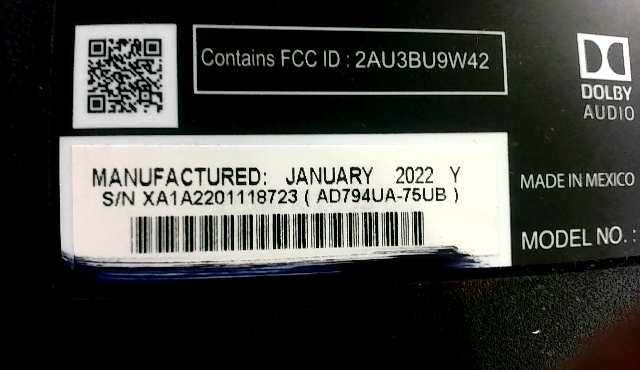 Contains FCC ID : 2AU3BU9W42
DOLBY
AUDIO
MANUFACTURED: JANUARY 2022 Y
S/N XA1A2201118723 ( AD794UA-75UB )
MADE IN MEXICO
MODEL NO. :